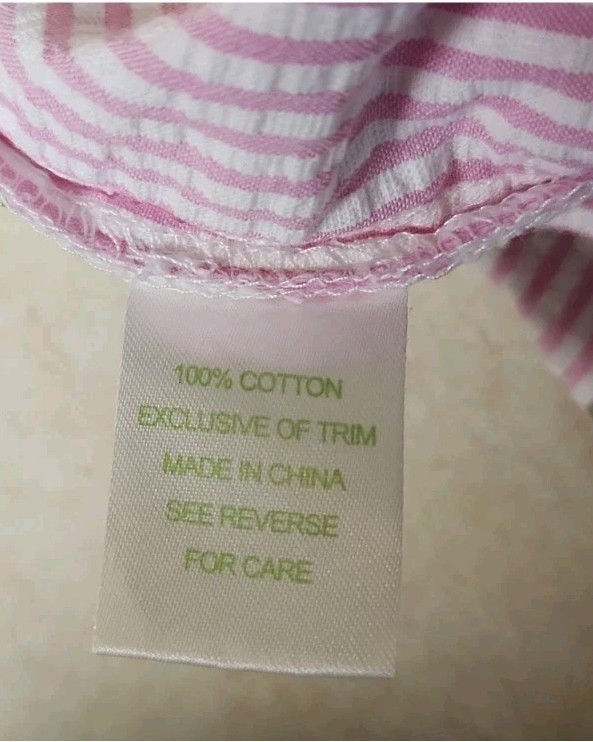 100% COTTON
EXCLUSIVE OF TRIM
MADE IN CHINA
SEE REVERSE
FOR CARE